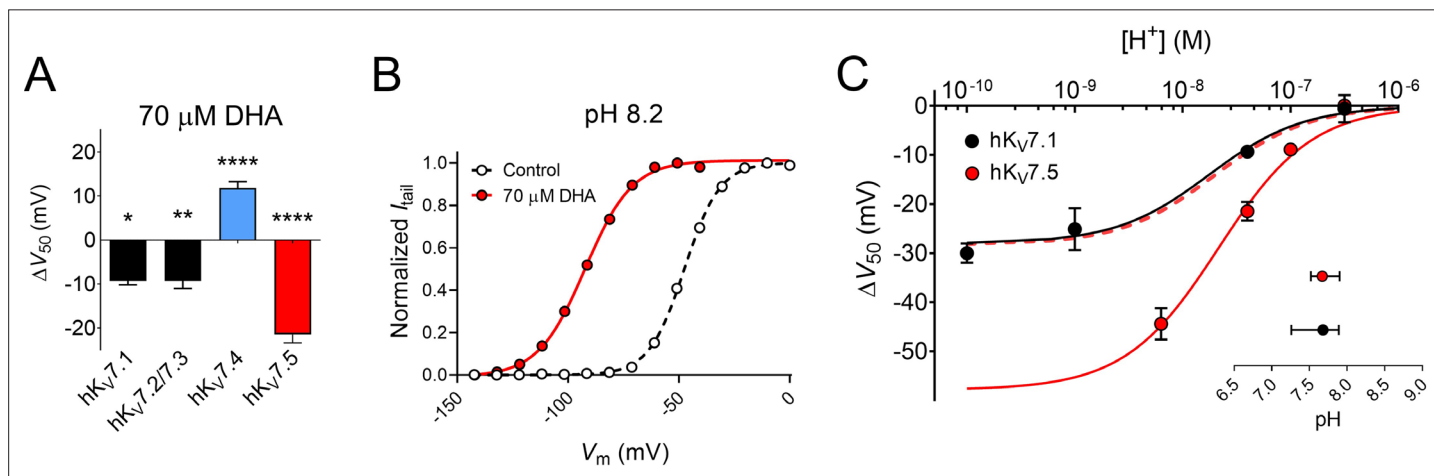 A
70 μM DHA
ΔV50 (mV)
20
10
0
-10
-20
*
**
****
****
hKV7.1
hKV7.2/7.3
hKV7.4
hKV7.5
B
pH 8.2
Control
70 μM DHA
Normalized Itail
1.0
0.8
0.6
0.4
0.2
0.0
-150
-100
-50
0
Vm (mV)
C
[H+] (M)
10-10
10-9
10-8
10-7
10-6
hKV7.1
hKV7.5
ΔV50 (mV)
0
-10
-20
-30
-40
-50
6.5
7.0
7.5
8.0
8.5
9.0
pH